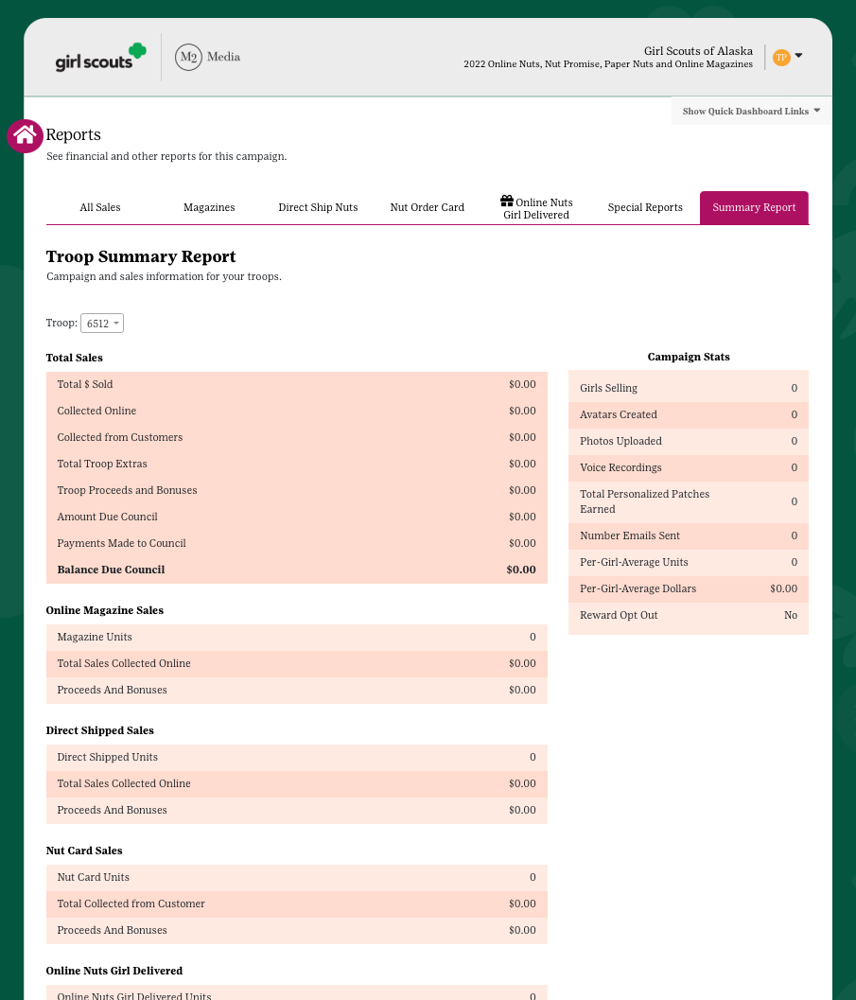 girl scouts
M2 Media
Girl Scouts of Alaska
2022 Online Nuts, Nut Promise, Paper Nuts and Online Magazines
TP
Show Quick Dashboard Links
Reports
See financial and other reports for this campaign.
All Sales
Magazines
Direct Ship Nuts
Nut Order Card
Online Nuts
Girl Delivered
Special Reports
Summary Report
Troop Summary Report
Campaign and sales information for your troops.
Troop: 6512
Total Sales
Total $ Sold $0.00
Collected Online $0.00
Collected from Customers $0.00
Total Troop Extras $0.00
Troop Proceeds and Bonuses $0.00
Amount Due Council $0.00
Payments Made to Council $0.00
Balance Due Council $0.00
Online Magazine Sales
Magazine Units 0
Total Sales Collected Online $0.00
Proceeds And Bonuses $0.00
Direct Shipped Sales
Direct Shipped Units 0
Total Sales Collected Online $0.00
Proceeds And Bonuses $0.00
Nut Card Sales
Nut Card Units 0
Total Collected from Customer $0.00
Proceeds And Bonuses $0.00
Online Nuts Girl Delivered
Online Nuts Girl Delivered Units 0
Campaign Stats
Girls Selling 0
Avatars Created 0
Photos Uploaded 0
Voice Recordings 0
Total Personalized Patches
Earned 0
Number Emails Sent 0
Per-Girl-Average Units 0
Per-Girl-Average Dollars $0.00
Reward Opt Out No